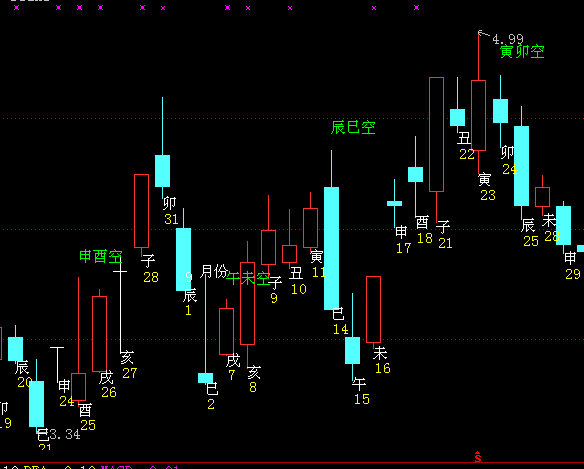 4.99
寅卯空
辰巳空
丑
22
卯
24
寅
23
卯
31
子
28
申酉空
9月份
午未空
子
9
丑
10
寅
11
申
17
酉
18
子
21
辰
25
未
28
申
29
辰
1
亥
27
巳
14
未
16
午
15
辰
20
申
24
戌
26
酉
25
戌
7
亥
8
巳
2
卯
19
巳
21
3.34
$